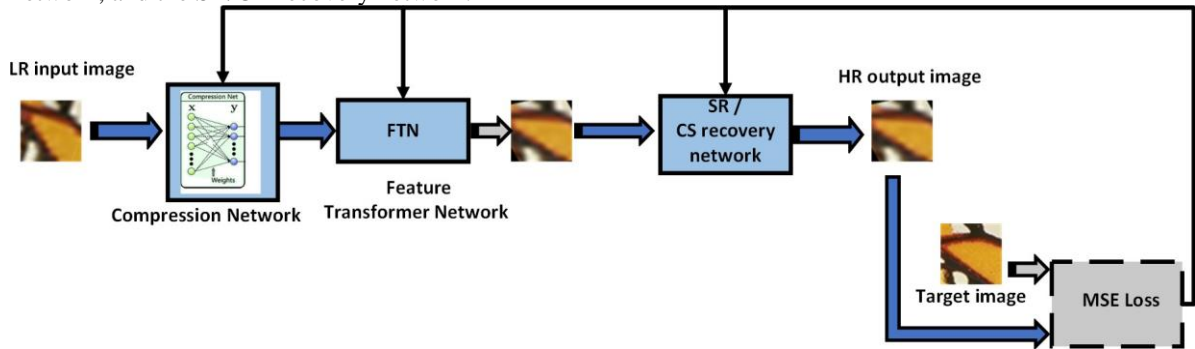 LR input image
HR output image
Compression Net
x y
Weights
FTN
SR /
CS recovery
network
Compression Network
Feature
Transformer Network
Target image
MSE Loss